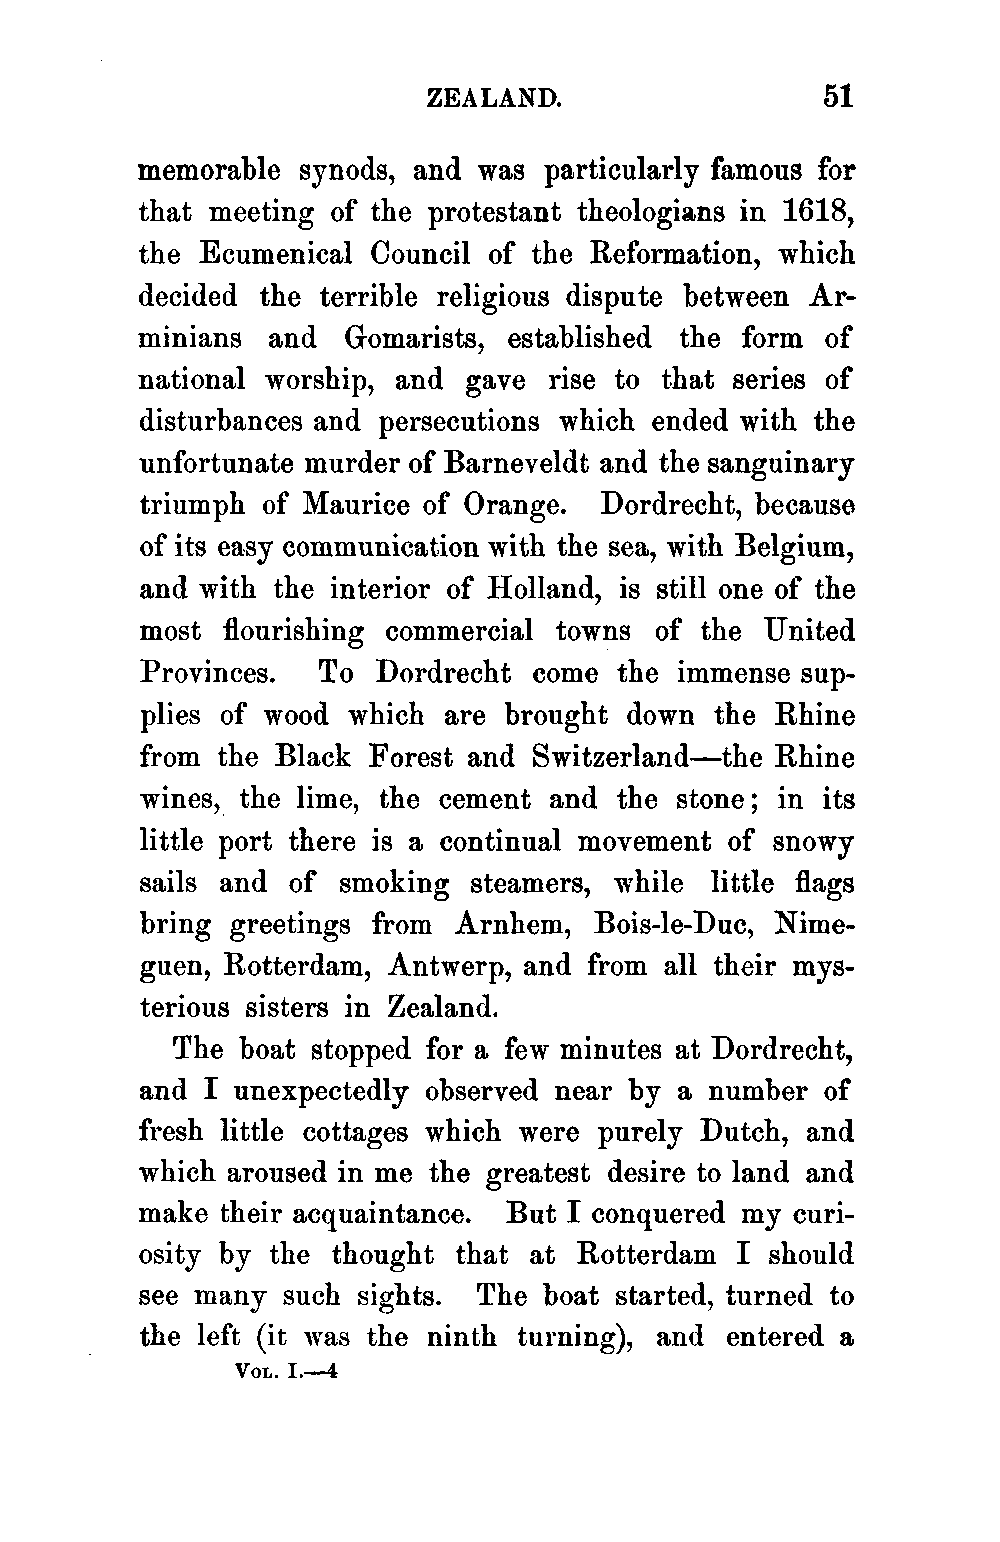 ZEALAND. 51
memorable synods, and was particularly famous for
that meeting of the protestant theologians in 1618,
the Ecumenical Council of the Reformation, which
decided the terrible religious dispute between Ar-
minians and Gomarists, established the form of
national worship, and gave rise to that series of
disturbances and persecutions which ended with the
unfortunate murder of Barneveldt and the sanguinary
triumph of Maurice of Orange. Dordrecht, because
of its easy communication with the sea, with Belgium,
and with the interior of Holland, is still one of the
most flourishing commercial towns of the United
Provinces. To Dordrecht come the immense sup-
plies of wood which are brought down the Rhine
from the Black Forest and Switzerland—the Rhine
wines, the lime, the cement and the stone; in its
little port there is a continual movement of snowy
sails and of smoking steamers, while little flags
bring greetings from Arnhem, Bois-le-Duc, Nime-
guen, Rotterdam, Antwerp, and from all their mys-
terious sisters in Zealand.
The boat stopped for a few minutes at Dordrecht,
and I unexpectedly observed near by a number of
fresh little cottages which were purely Dutch, and
which aroused in me the greatest desire to land and
make their acquaintance. But I conquered my curi-
osity by the thought that at Rotterdam I should
see many such sights. The boat started, turned to
the left (it was the ninth turning), and entered a
VOL. I.—4